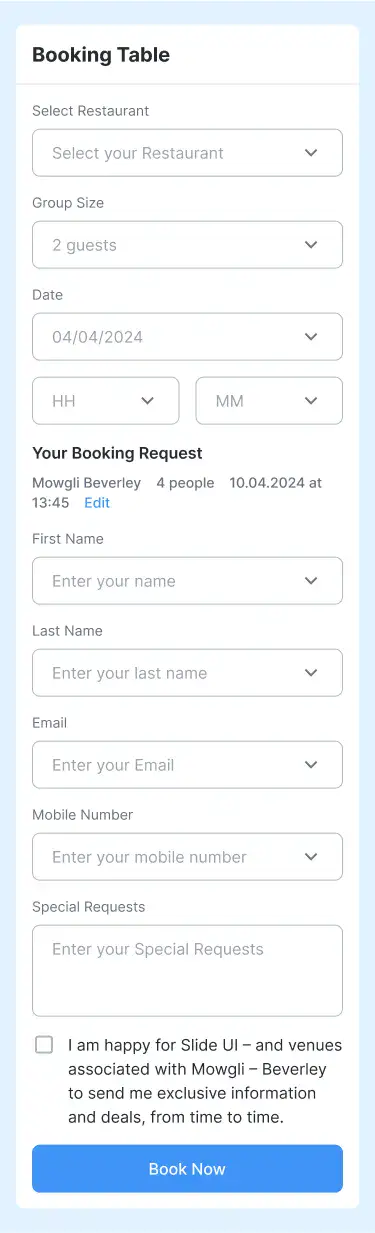 Booking Table
Select Restaurant
Select your Restaurant
Group Size
2 guests
Date
04/04/2024
HH MM
Your Booking Request
Mowgli Beverley 4 people 10.04.2024 at
13:45 Edit
First Name
Enter your name
Last Name
Enter your last name
Email
Enter your Email
Mobile Number
Enter your mobile number
Special Requests
Enter your Special Requests
I am happy for Slide UI – and venues
associated with Mowgli – Beverley
to send me exclusive information
and deals, from time to time.
Book Now